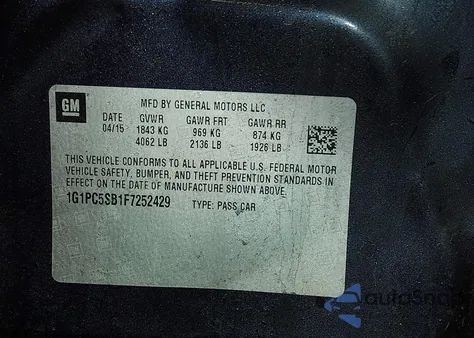 GM
MFD BY GENERAL MOTORS LLC
DATE GVWR GAWR FRT GAWR RR
04/15 1843 KG 969 KG 874 KG
4062 LB 2136 LB 1926 LB
THIS VEHICLE CONFORMS TO ALL APPLICABLE U.S. FEDERAL MOTOR
VEHICLE SAFETY, BUMPER, AND THEFT PREVENTION STANDARDS IN
EFFECT ON THE DATE OF MANUFACTURE SHOWN ABOVE.
1G1PC5SB1F7252429 TYPE: PASS CAR
autoSnap